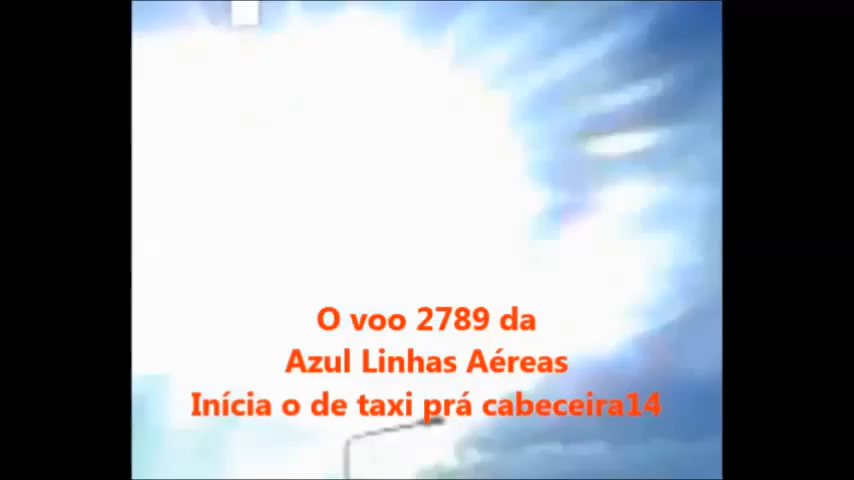 O voo 2789 da
Azul Linhas Aéreas
Inícia o de taxi prá cabeceira14